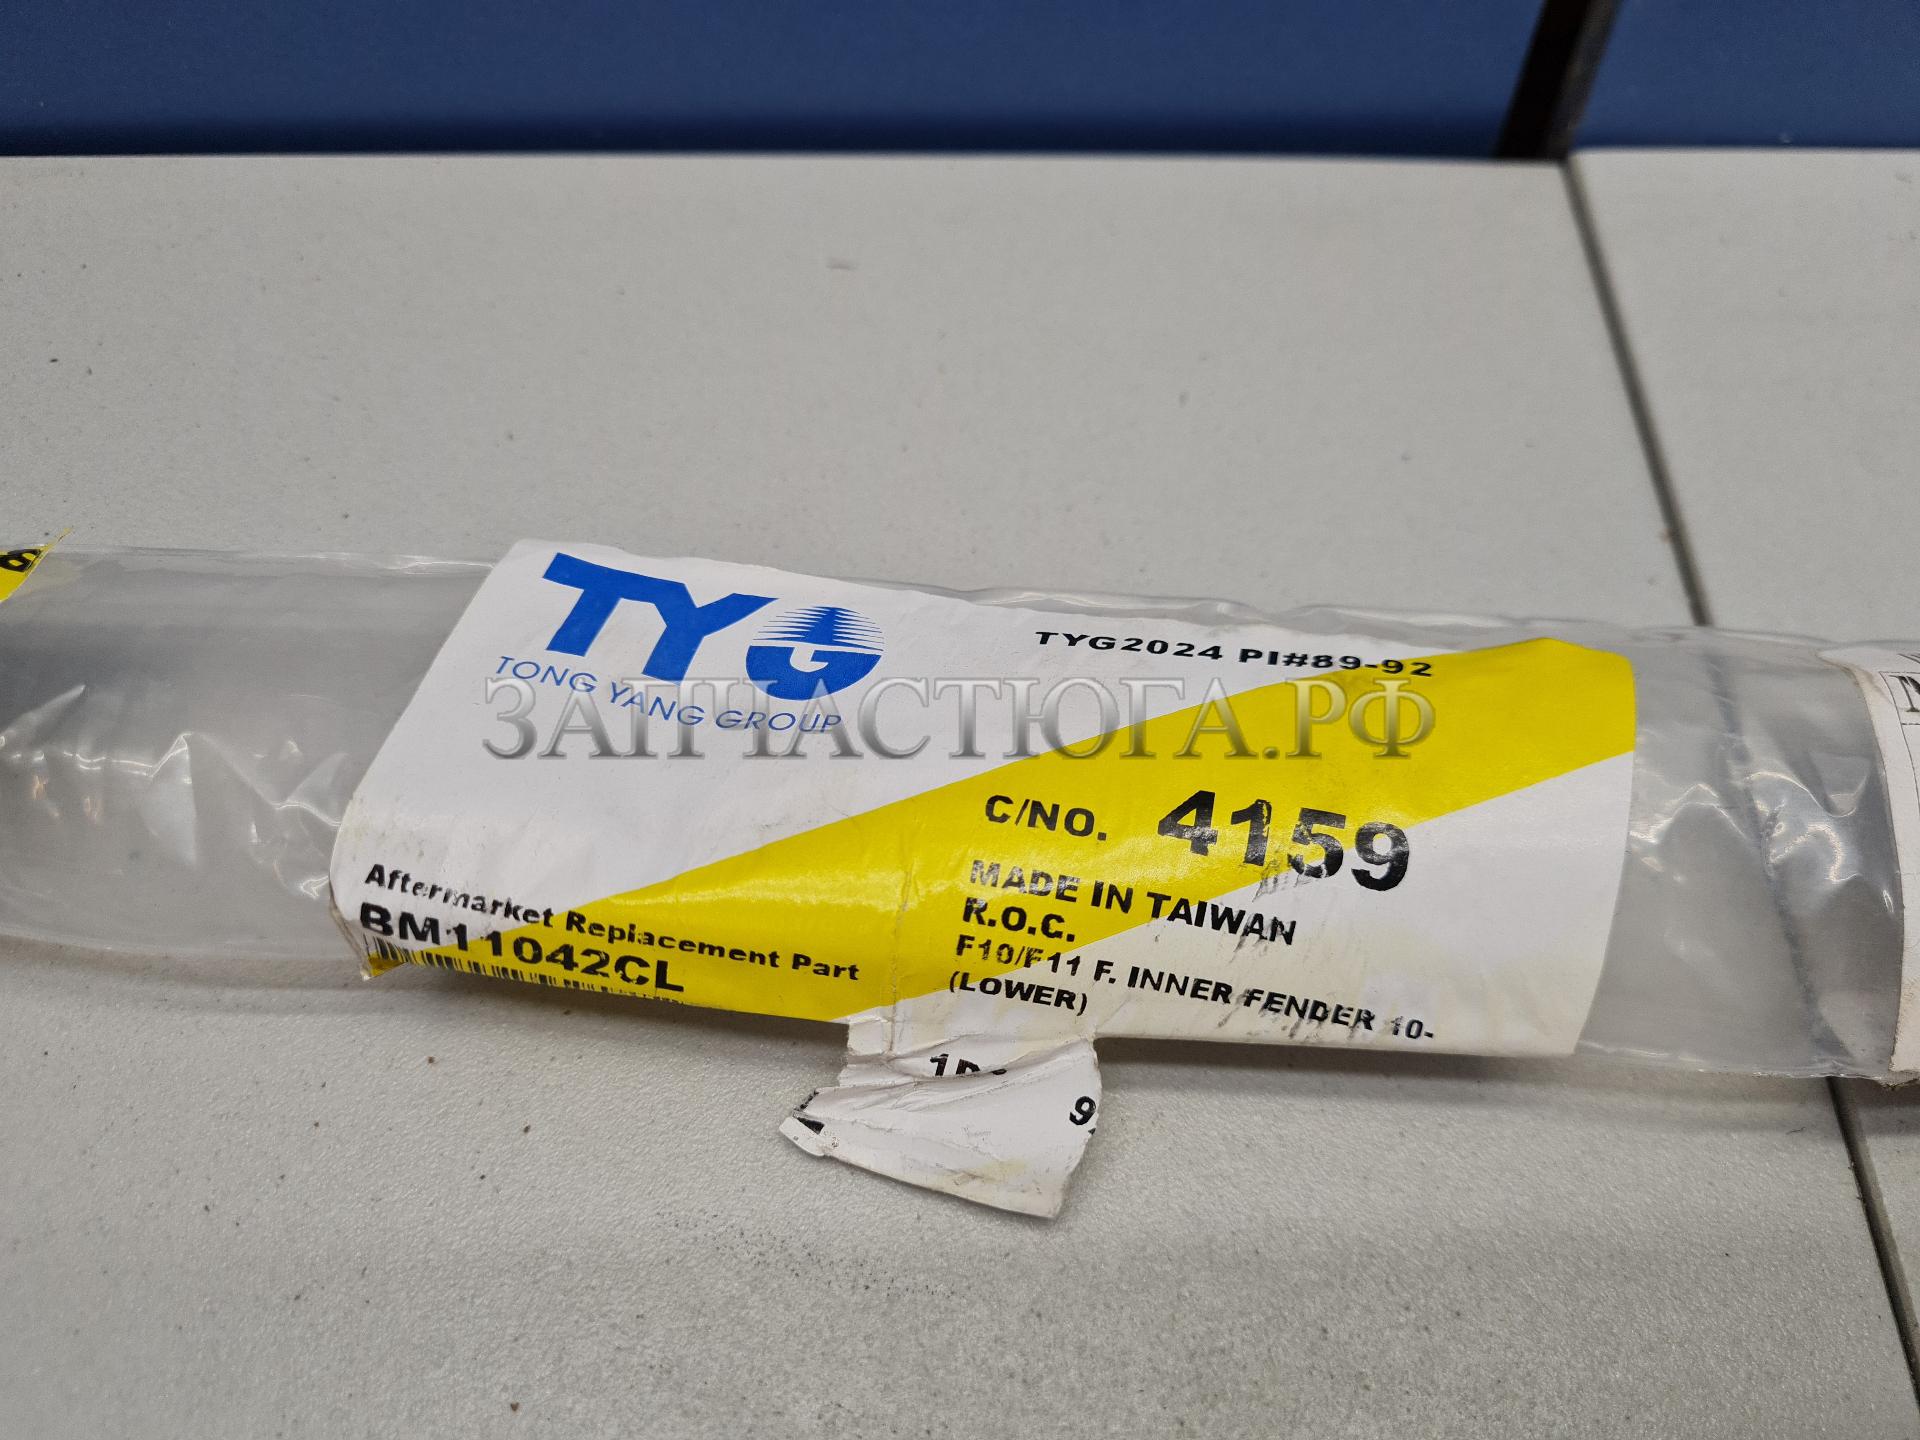 TYG
TONG YANG GROUP
TYG2024 PI#89-92
ЗАПЧАСТЮГА.РФ
C/NO. 4159
MADE IN TAIWAN
R.O.C.
F10/F11 F. INNER FENDER 10-
(LOWER)
Aftermarket Replacement Part
BM11042CL